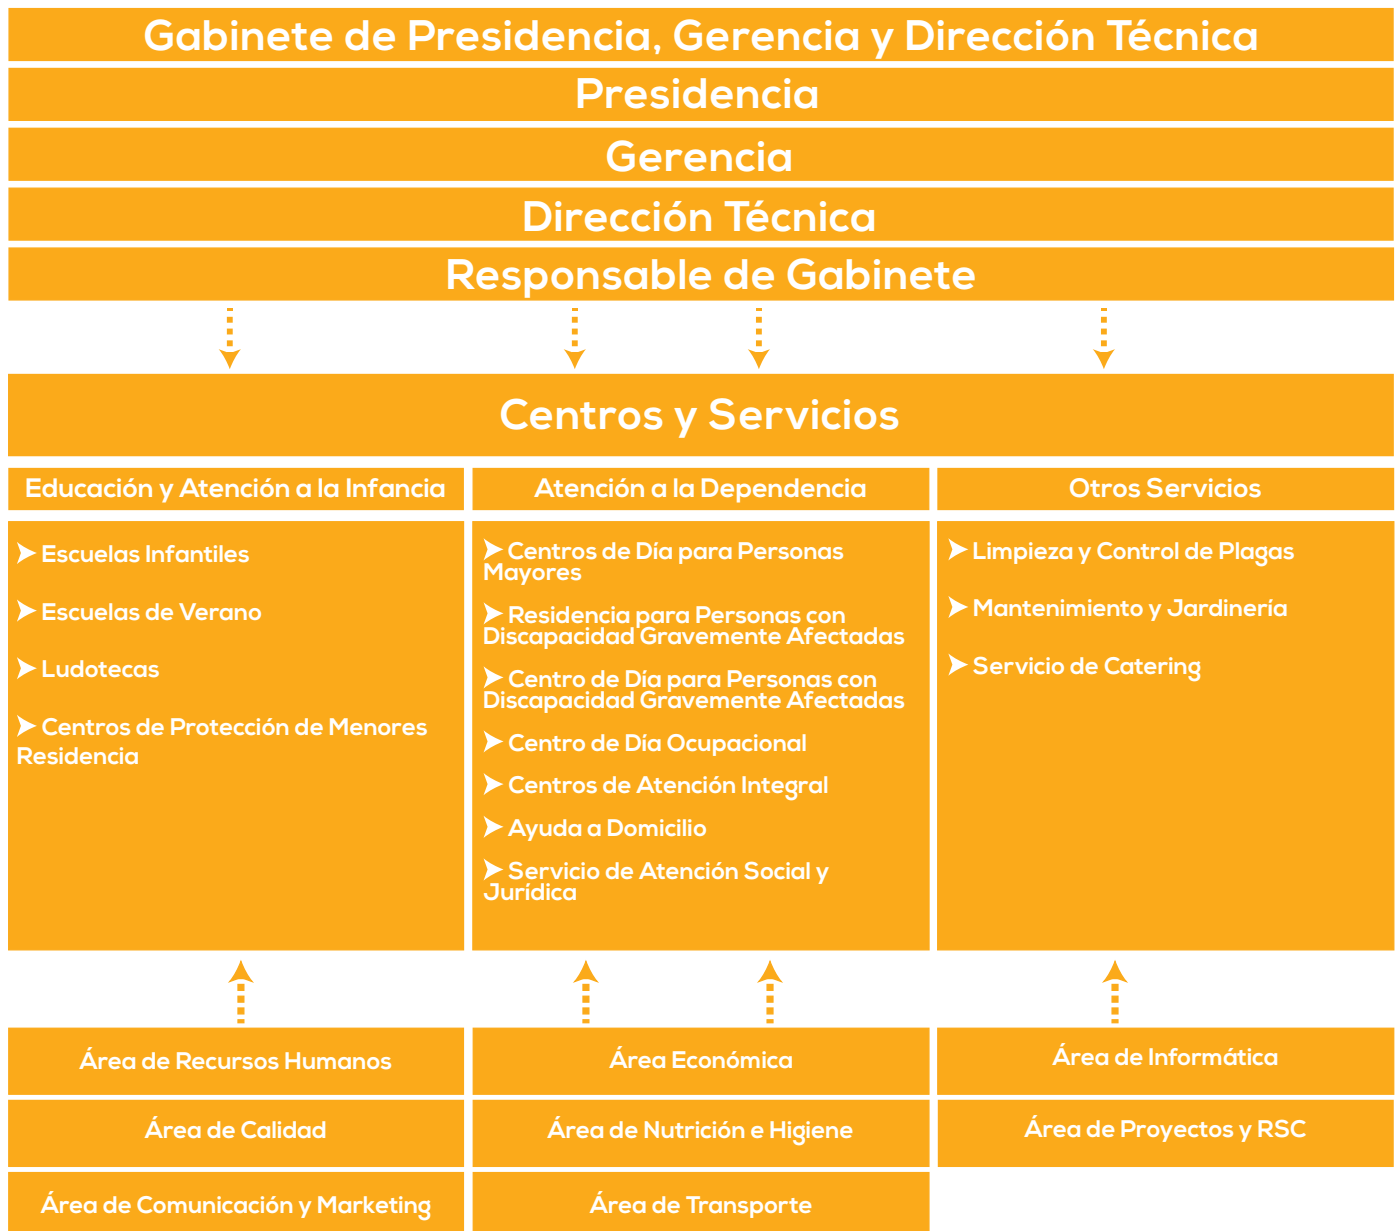 Gabinete de Presidencia, Gerencia y Dirección Técnica
Presidencia
Gerencia
Dirección Técnica
Responsable de Gabinete
Centros y Servicios
Educación y Atención a la Infancia
➤ Escuelas Infantiles
➤ Escuelas de Verano
➤ Ludotecas
➤ Centros de Protección de Menores
Residencia
Atención a la Dependencia
➤ Centros de Día para Personas
Mayores
➤ Residencia para Personas con
Discapacidad Gravemente Afectadas
➤ Centro de Día para Personas con
Discapacidad Gravemente Afectadas
➤ Centro de Día Ocupacional
➤ Centros de Atención Integral
➤ Ayuda a Domicilio
➤ Servicio de Atención Social y
Jurídica
Otros Servicios
➤ Limpieza y Control de Plagas
➤ Mantenimiento y Jardinería
➤ Servicio de Catering
Área de Recursos Humanos
Área Económica
Área de Informática
Área de Calidad
Área de Nutrición e Higiene
Área de Proyectos y RSC
Área de Comunicación y Marketing
Área de Transporte